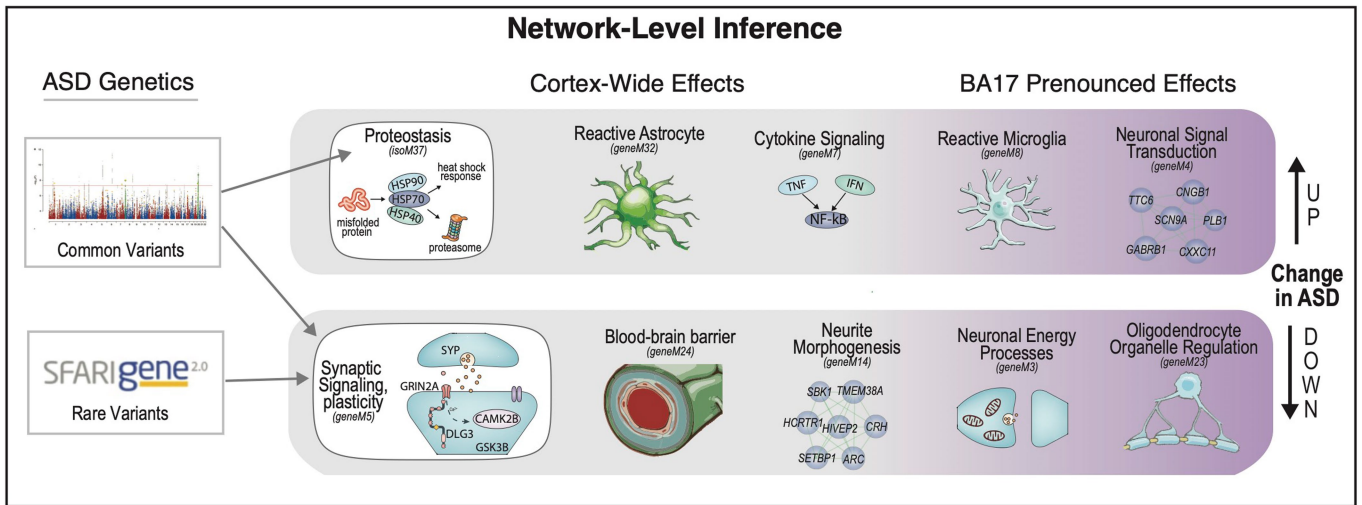 Network-Level Inference
ASD Genetics
Cortex-Wide Effects
BA17 Prenounced Effects
Common Variants
Proteostasis
(isoM37)
misfolded
protein
HSP90
HSP70
HSP40
heat shock
response
proteasome
Reactive Astrocyte
(geneM32)
Cytokine Signaling
(geneM7)
TNF
IFN
NF-kB
Reactive Microglia
(geneM8)
Neuronal Signal
Transduction
(geneM4)
CNGB1
TTC6
SCN9A
PLB1
GABRB1
CXXC11
UP
Change
in ASD
DOWN
SFARI gene 2.0
Rare Variants
Synaptic
Signaling,
plasticity
(geneM5)
SYP
GRIN2A
CAMK2B
DLG3
GSK3B
Blood-brain barrier
(geneM24)
Neurite
Morphogenesis
(geneM14)
SBK1 TMEM38A
HCRTR1 HIVEP2 CRH
SETBP1 ARC
Neuronal Energy
Processes
(geneM3)
Oligodendrocyte
Organelle Regulation
(geneM23)